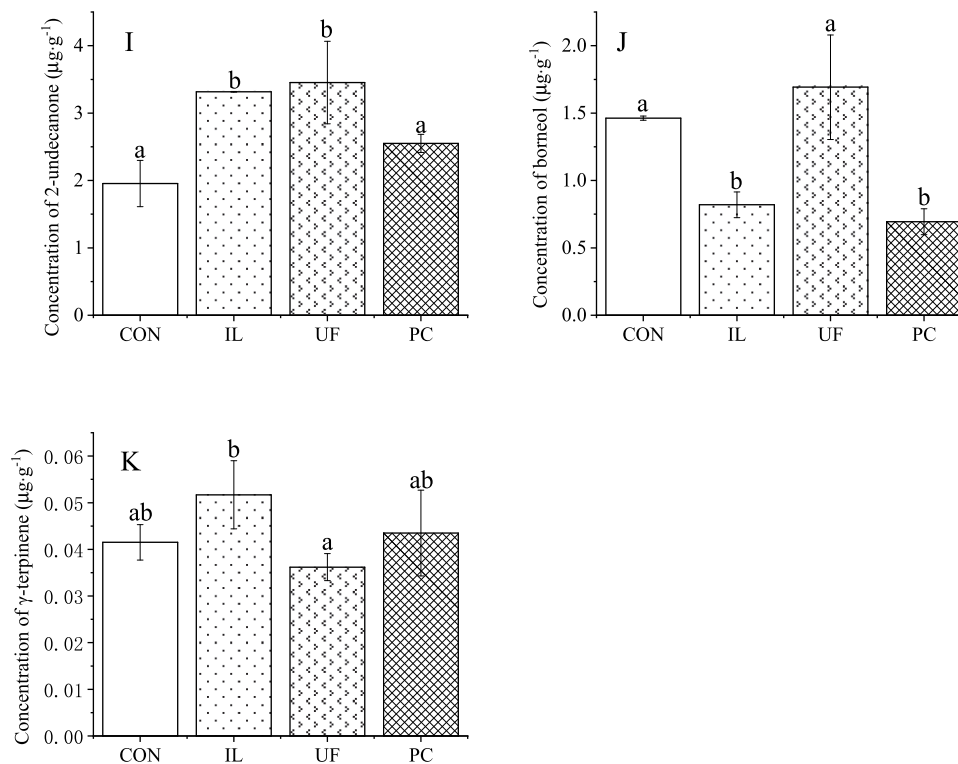 I
Concentration of 2-undecanone (μg·g⁻¹)
4
3
2
1
0
a
b
b
a
CON IL UF PC
J
Concentration of borneol (μg·g⁻¹)
2.0
1.5
1.0
0.5
0.0
a
b
a
b
CON IL UF PC
K
Concentration of γ-terpinene (μg·g⁻¹)
0.06
0.05
0.04
0.03
0.02
0.01
0.00
ab
b
a
ab
CON IL UF PC